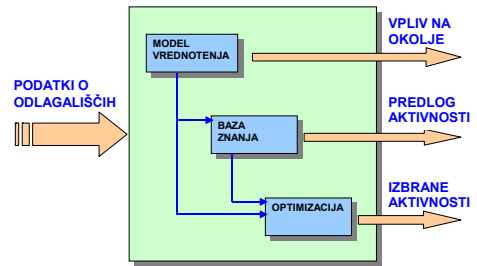 PODATKI O
ODLAGALIŠČIH
MODEL
VREDNOTENJA
BAZA
ZNANJA
OPTIMIZACIJA
VPLIV NA
OKOLJE
PREDLOG
AKTIVNOSTI
IZBRANE
AKTIVNOSTI